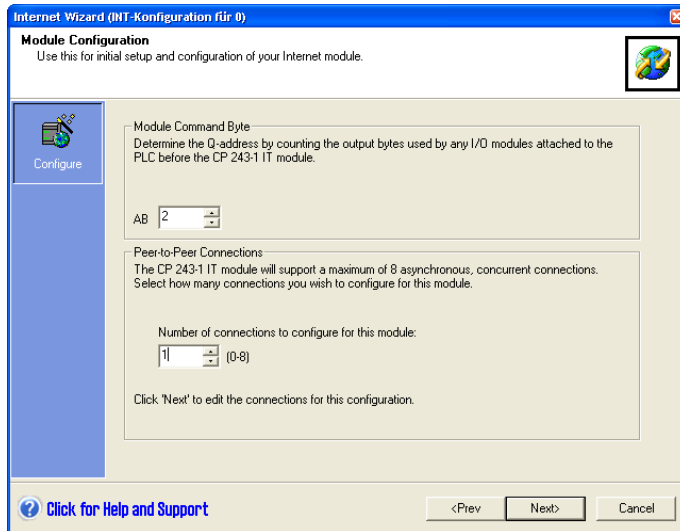 Internet Wizard (INT-Konfiguration für 0)
Module Configuration
Use this for initial setup and configuration of your Internet module.
Configure
Module Command Byte
Determine the Q-address by counting the output bytes used by any I/O modules attached to the
PLC before the CP 243-1 IT module.
AB 2
Peer-to-Peer Connections
The CP 243-1 IT module will support a maximum of 8 asynchronous, concurrent connections.
Select how many connections you wish to configure for this module.
Number of connections to configure for this module:
1 (0-8)
Click 'Next' to edit the connections for this configuration.
Click for Help and Support
<Prev Next> Cancel